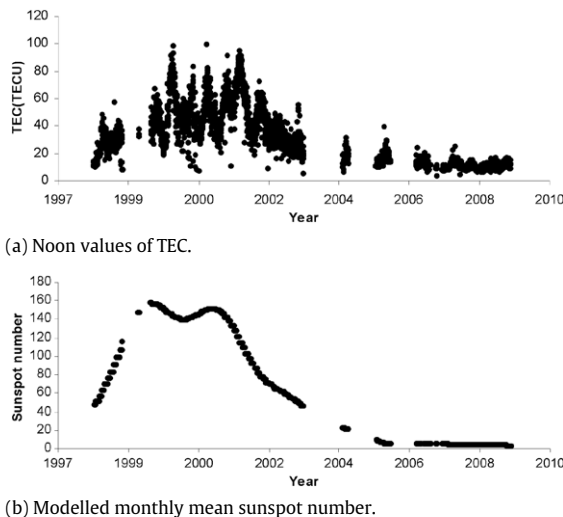 120
100
80
60
40
20
0
TEC(TECU)
1997 1999 2000 2002 2004 2006 2008 2010
Year
(a) Noon values of TEC.
180
160
140
120
100
80
60
40
20
0
Sunspot number
1997 1999 2000 2002 2004 2006 2008 2010
Year
(b) Modelled monthly mean sunspot number.